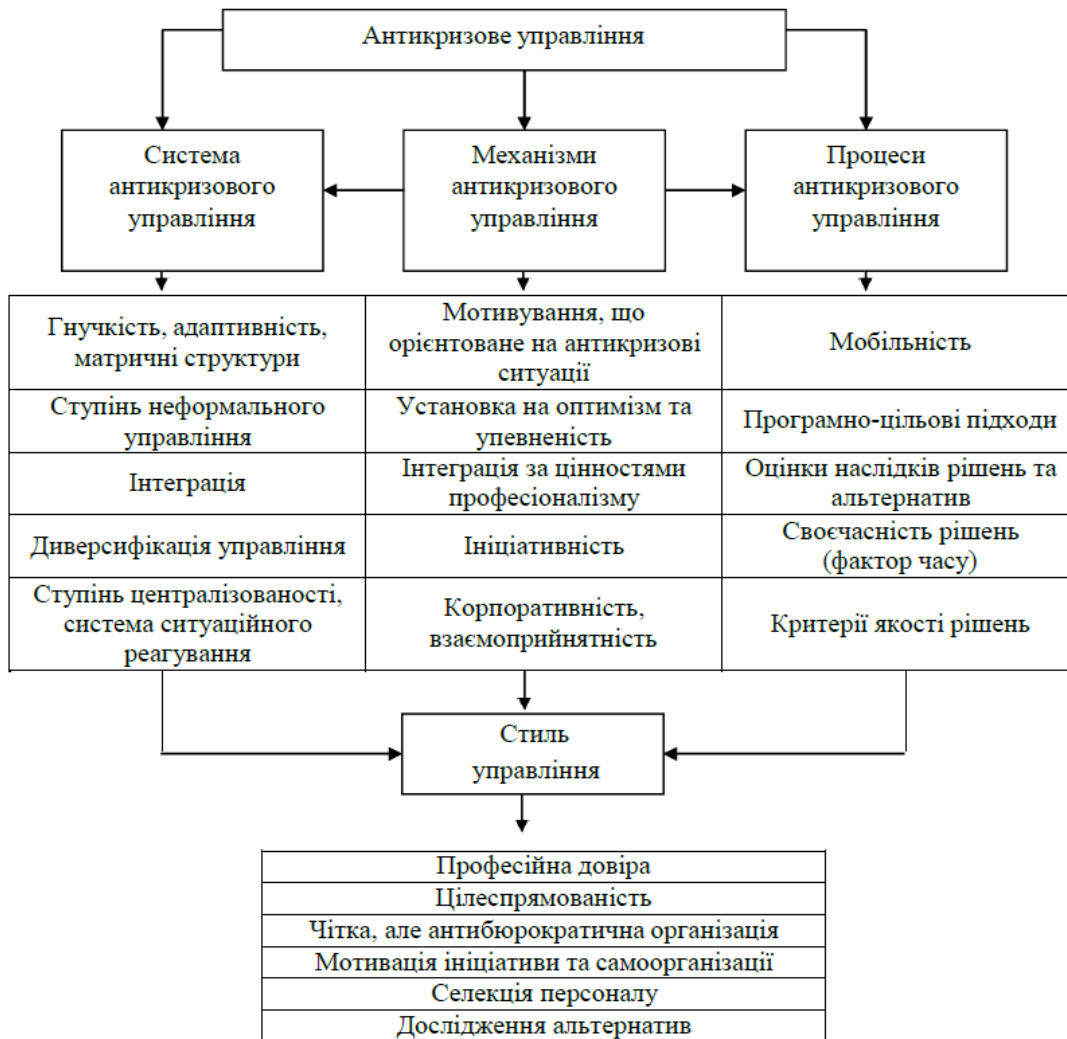 Антикризове управління
Система
антикризового
управління
Механізми
антикризового
управління
Процеси
антикризового
управління
Гнучкість, адаптивність,
матричні структури
Мотивування, що
орієнтоване на антикризові
ситуації
Мобільність
Ступінь неформального
управління
Установка на оптимізм та
упевненість
Програмно-цільові підходи
Інтеграція
Інтеграція за цінностями
професіоналізму
Оцінки наслідків рішень та
альтернатив
Диверсифікація управління
Ініціативність
Своєчасність рішень
(фактор часу)
Ступінь централізованості,
система ситуаційного
реагування
Корпоративність,
взаємоприйнятність
Критерії якості рішень
Стиль
управління
Професійна довіра
Цілеспрямованість
Чітка, але антибюрократична організація
Мотивація ініціативи та самоорганізації
Селекція персоналу
Дослідження альтернатив